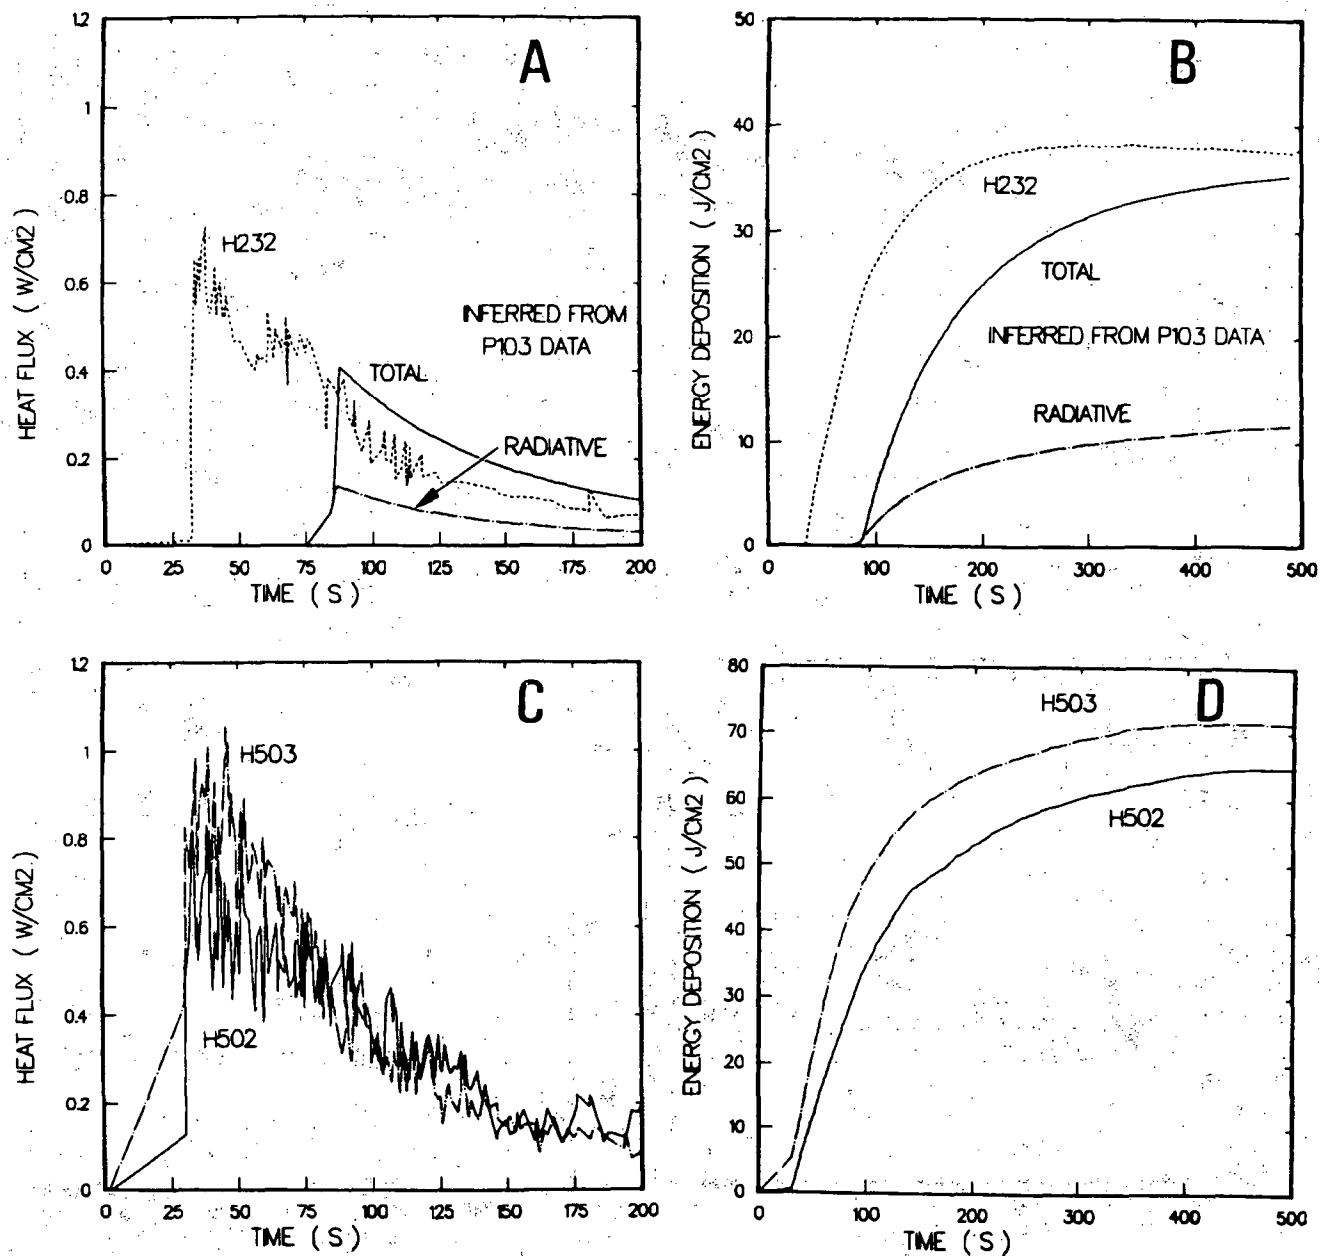 A
1.2
1
0.8
0.6
0.4
0.2
0
HEAT FLUX ( W/CM2)
H232
INFERRED FROM
P103 DATA
TOTAL
RADIATIVE
0 25 50 75 100 125 150 175 200
TIME ( S )
B
50
40
30
20
10
0
ENERGY DEPOSITION ( J/CM2 )
H232
TOTAL
INFERRED FROM P103 DATA
RADIATIVE
0 100 200 300 400 500
TIME ( S )
C
1.2
1
0.8
0.6
0.4
0.2
0
HEAT FLUX ( W/CM2)
H503
H502
0 25 50 75 100 125 150 175 200
TIME ( S )
D
80
70
60
50
40
30
20
10
0
ENERGY DEPOSITION ( J/CM2 )
H503
H502
0 100 200 300 400 500
TIME ( S )